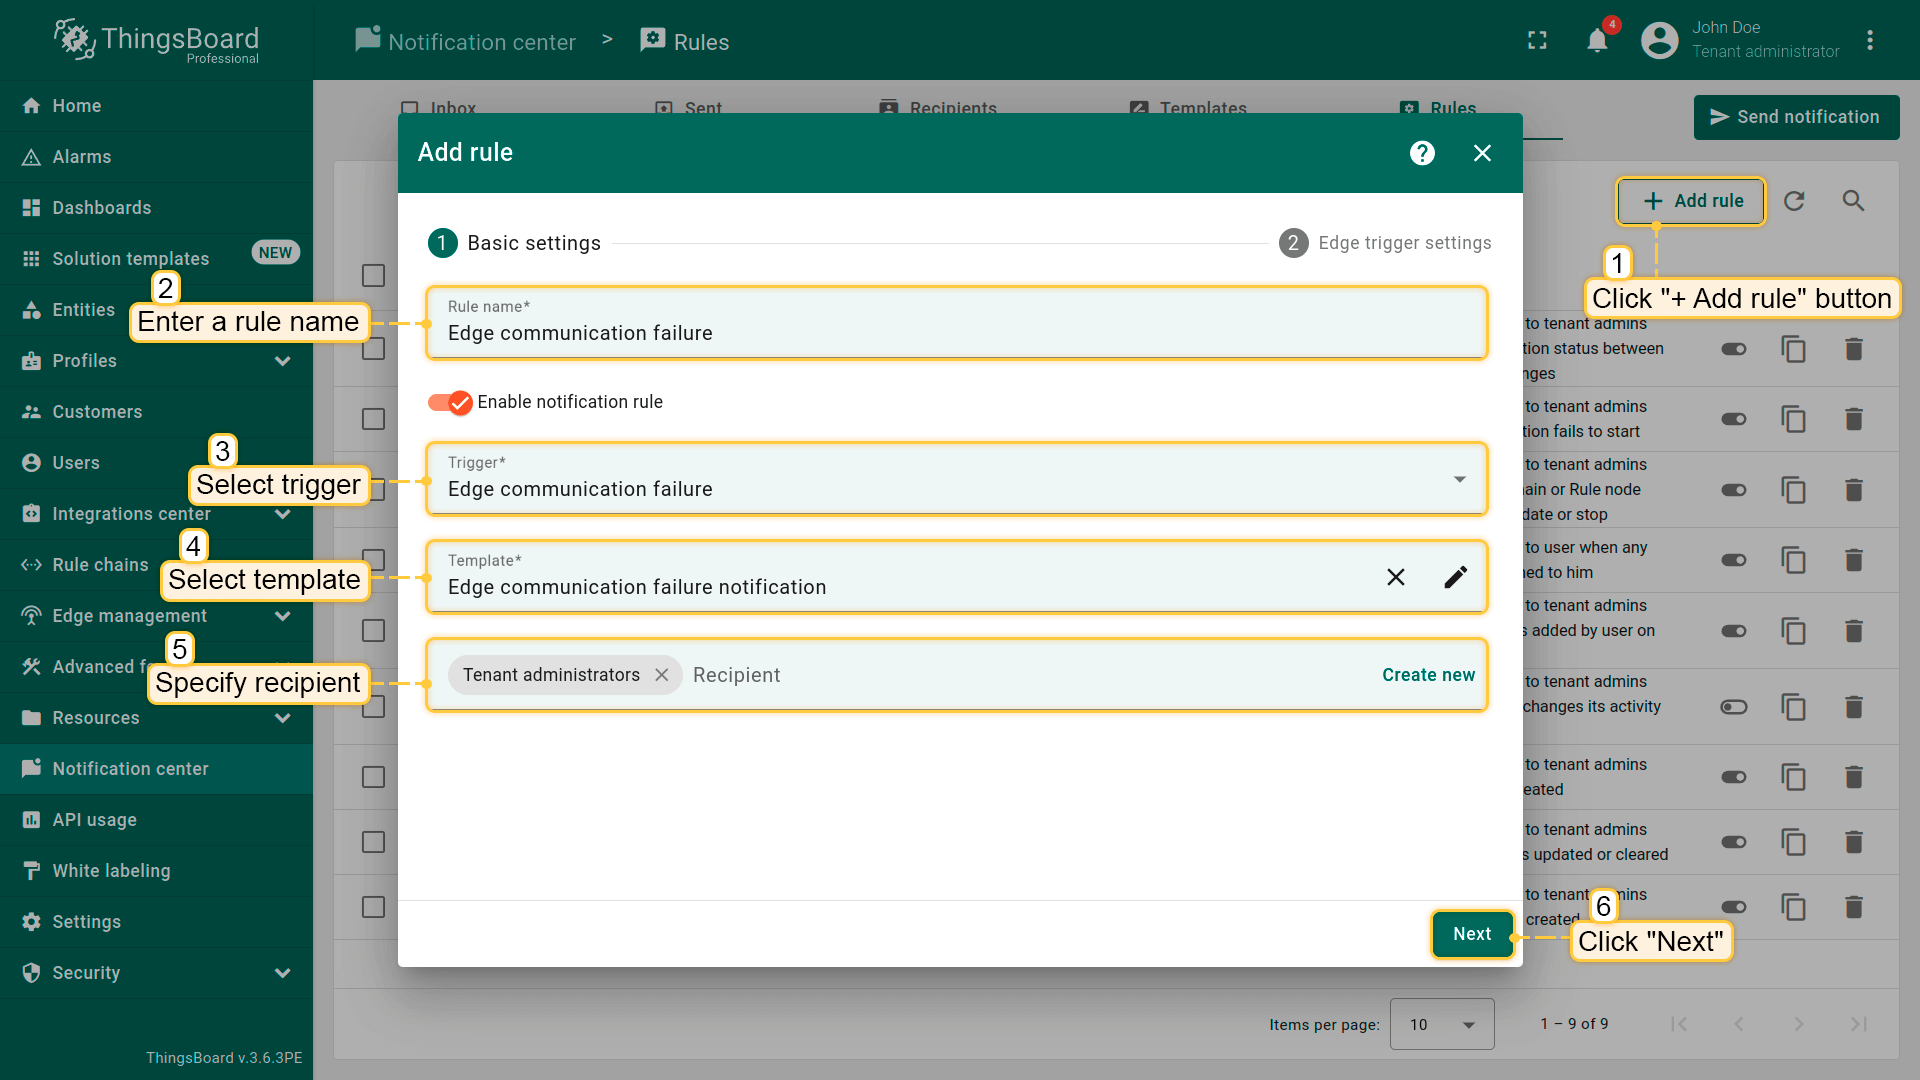 ThingsBoard
Professional
Notification center > Rules
4
John Doe
Tenant administrator
Home
Alarms
Dashboards
Solution templates
NEW
Entities
Profiles
Customers
Users
Integrations center
Rule chains
Edge management
Advanced f
Resources
Notification center
API usage
White labeling
Settings
Security
ThingsBoard v.3.6.3PE
Inbox
Sent
Recipients
Templates
Rules
Send notification
Add rule
1
Click "+ Add rule" button
Add rule
?
1 Basic settings
2 Edge trigger settings
2
Enter a rule name
Rule name*
Edge communication failure
Enable notification rule
3
Select trigger
Trigger*
Edge communication failure
4
Select template
Template*
Edge communication failure notification
5
Specify recipient
Tenant administrators
Recipient
Create new
Next
6
Click "Next"
to tenant admins
tion status between
nges
to tenant admins
tion fails to start
to tenant admins
ain or Rule node
date or stop
to user when any
ned to him
to tenant admins
s added by user on
to tenant admins
changes its activity
to tenant admins
eated
to tenant admins
s updated or cleared
to tenant mins
created
Items per page:
10
1 – 9 of 9